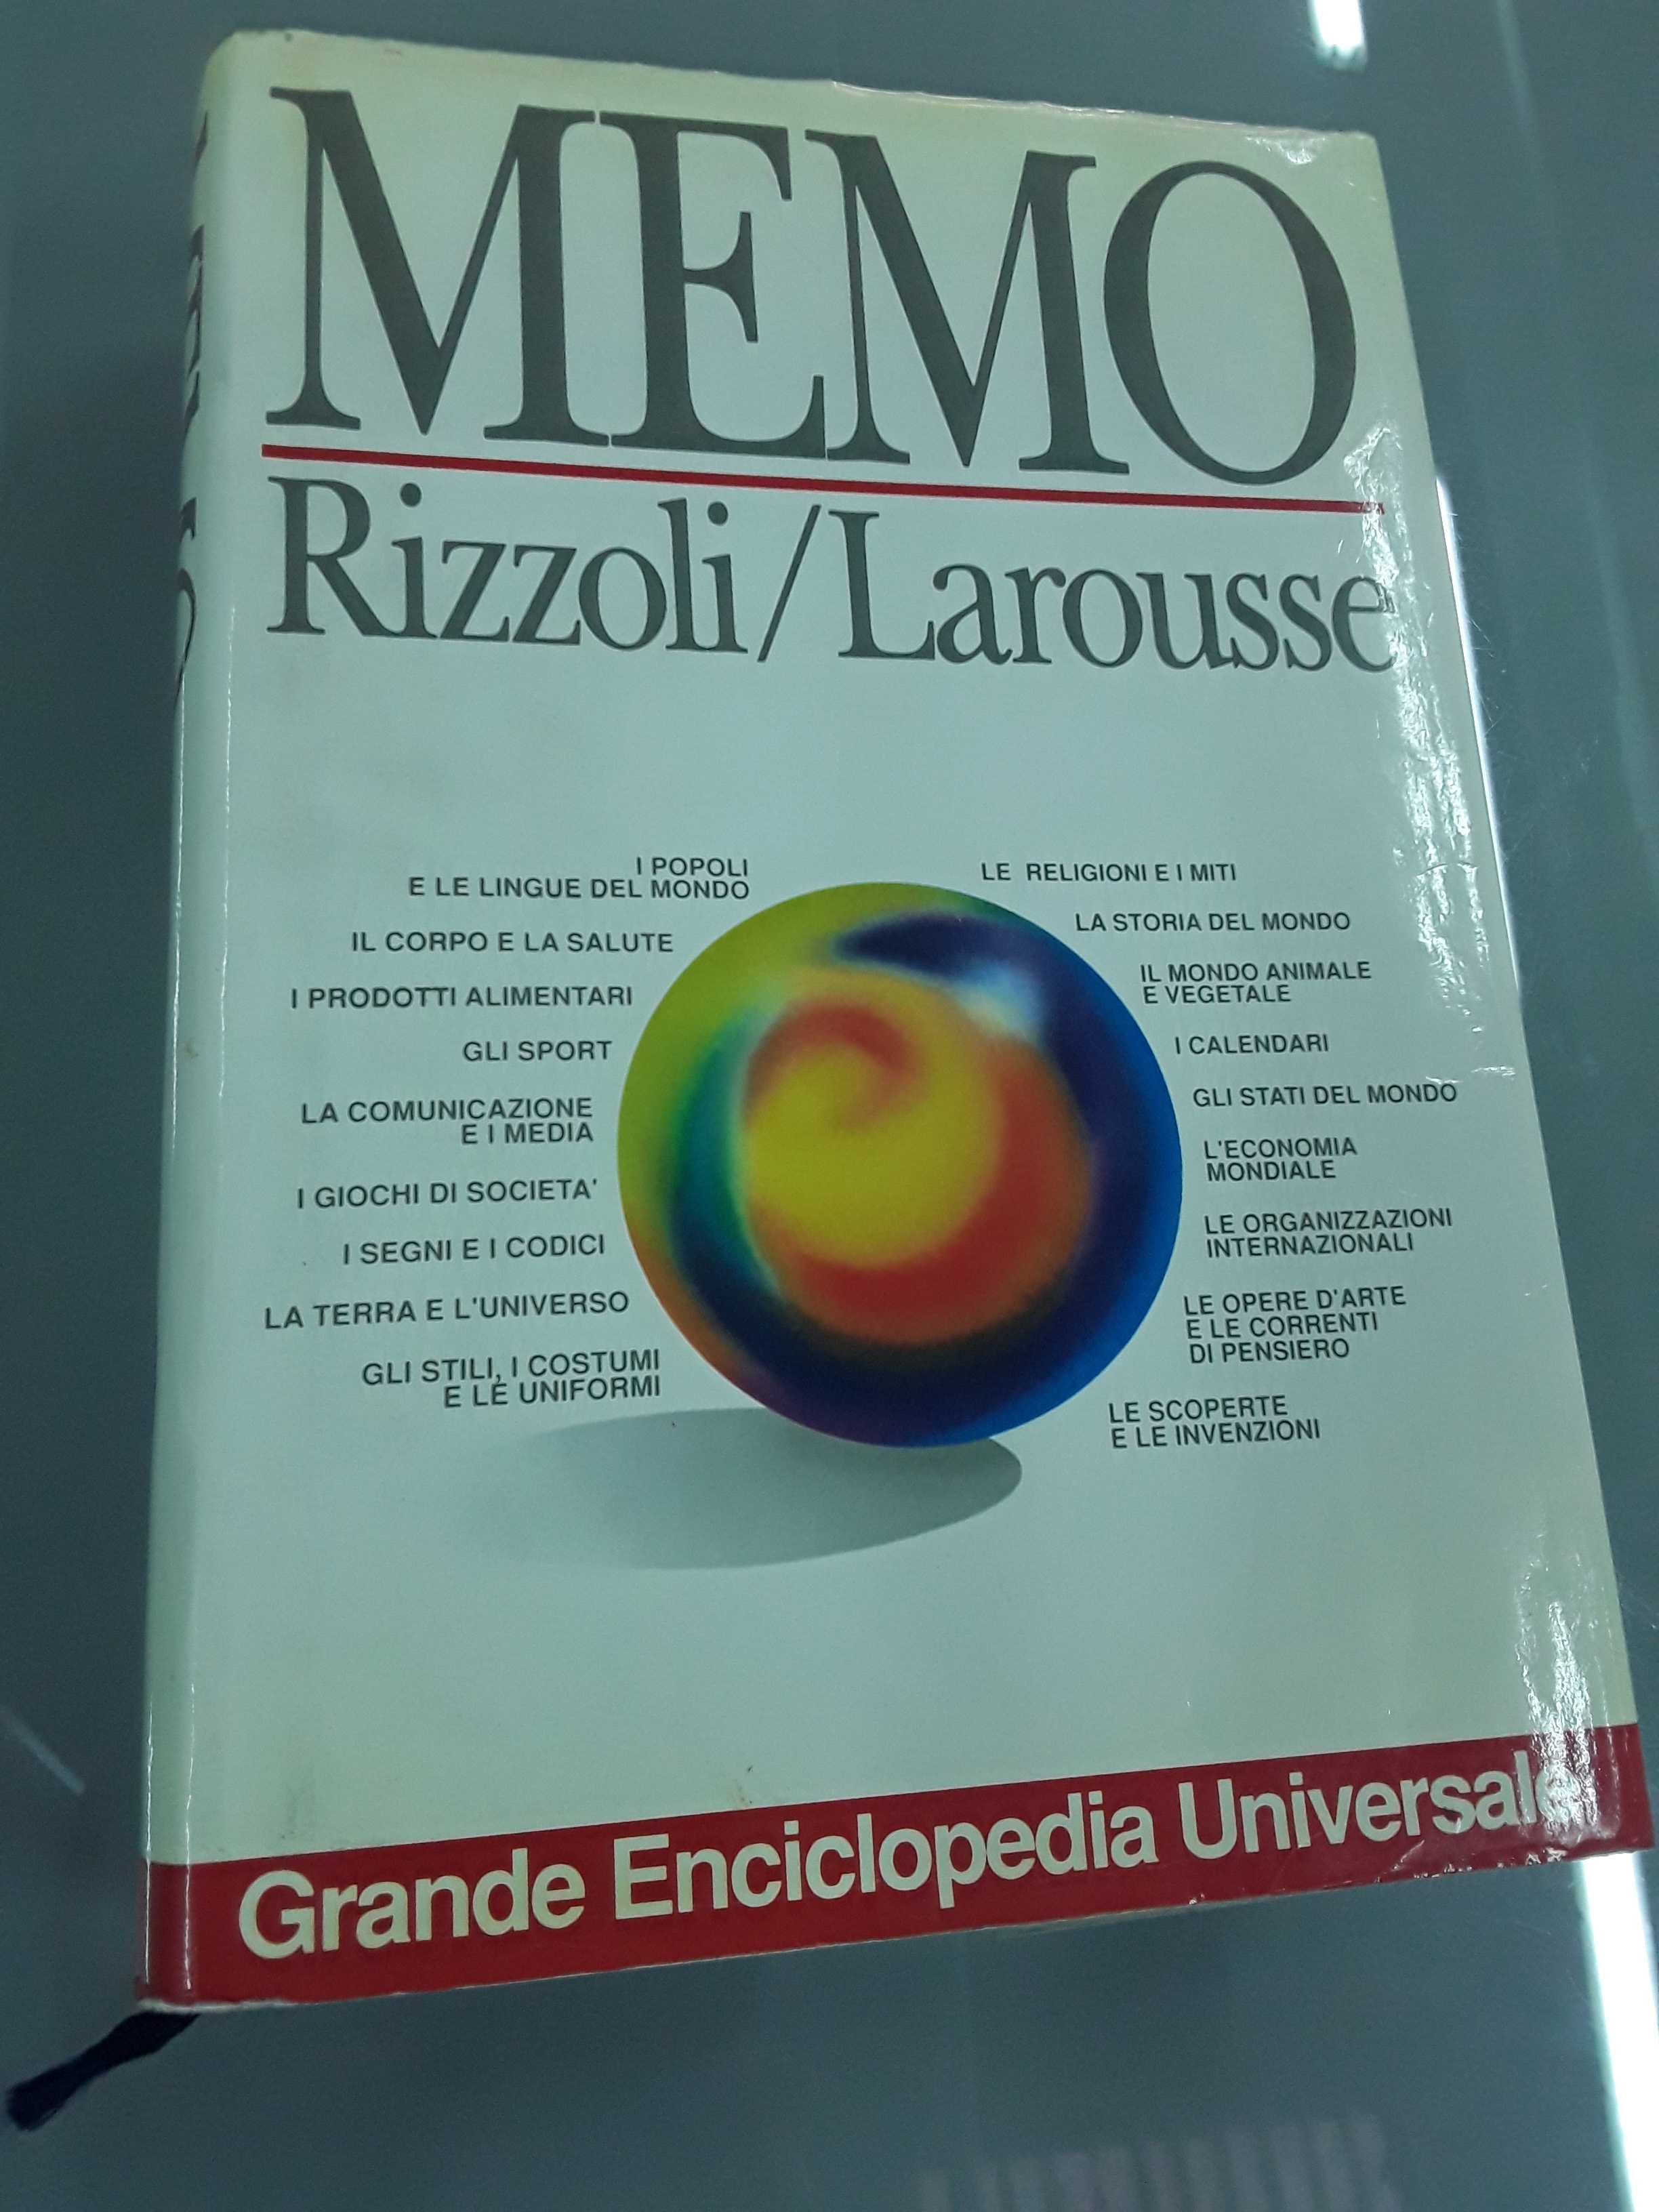 MEMO
Rizzoli/Larousse
I POPOLI
E LE LINGUE DEL MONDO
IL CORPO E LA SALUTE
I PRODOTTI ALIMENTARI
GLI SPORT
LA COMUNICAZIONE
E I MEDIA
I GIOCHI DI SOCIETA'
I SEGNI E I CODICI
LA TERRA E L'UNIVERSO
GLI STILI, I COSTUMI
E LE UNIFORMI
LE RELIGIONI E I MITI
LA STORIA DEL MONDO
IL MONDO ANIMALE
E VEGETALE
I CALENDARI
GLI STATI DEL MONDO
L'ECONOMIA
MONDIALE
LE ORGANIZZAZIONI
INTERNAZIONALI
LE OPERE D'ARTE
E LE CORRENTI
DI PENSIERO
LE SCOPERTE
E LE INVENZIONI
Grande Enciclopedia Universale